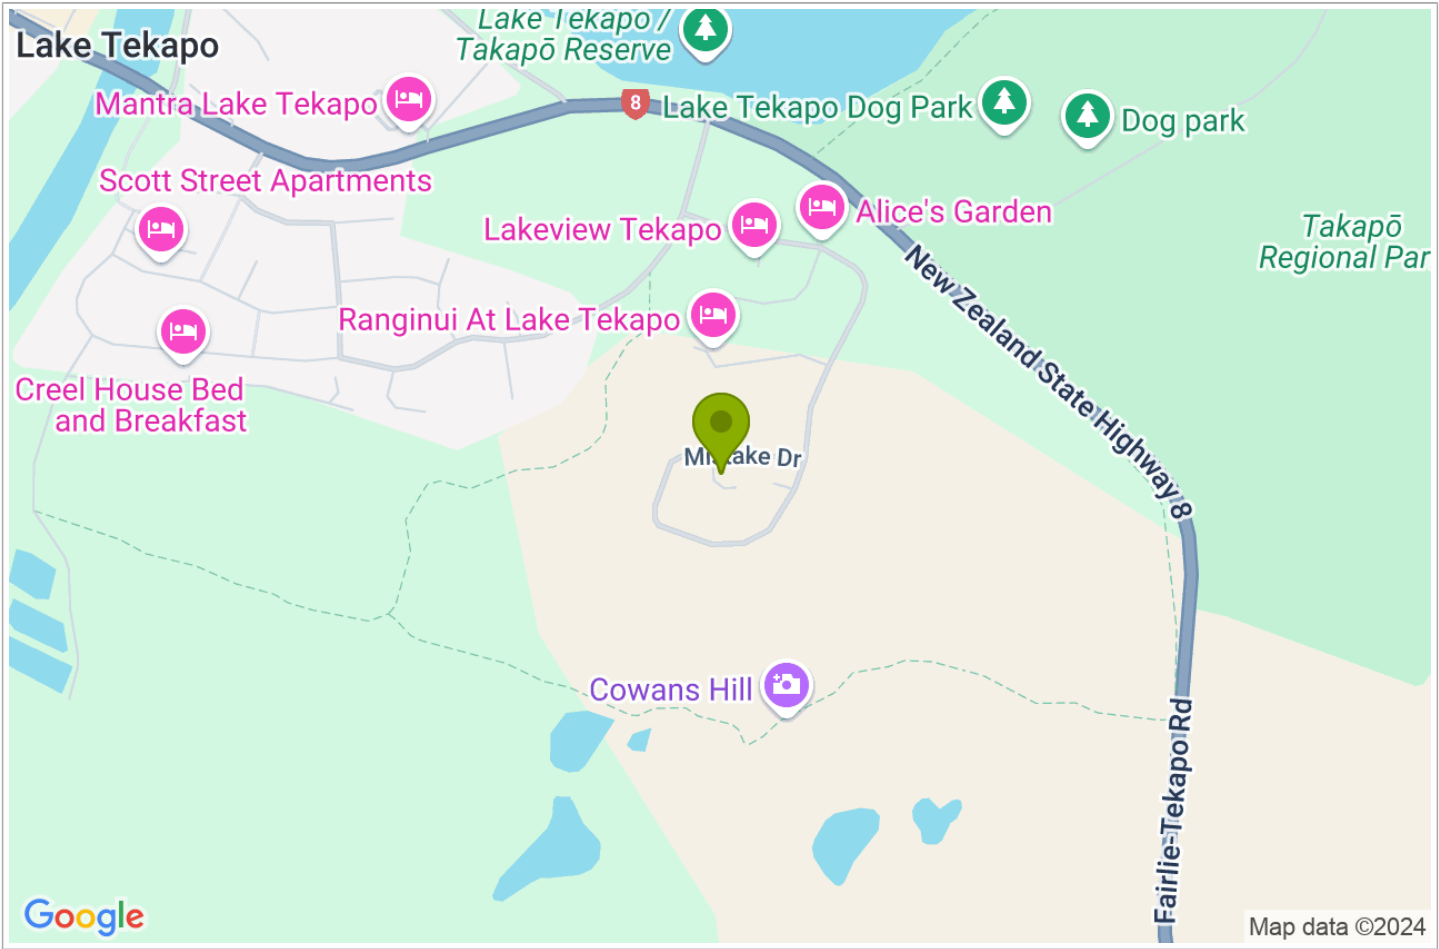 Lake Tekapo /
Takapō Reserve
Lake Tekapo
Mantra Lake Tekapo
8
Lake Tekapo Dog Park
Dog park
Scott Street Apartments
Lakeview Tekapo
Alice's Garden
Takapō
Regional Par
New Zealand State Highway 8
Ranginui At Lake Tekapo
Creel House Bed
and Breakfast
Mistake Dr
Cowans Hill
Fairlie-Tekapo Rd
Google
Map data ©2024